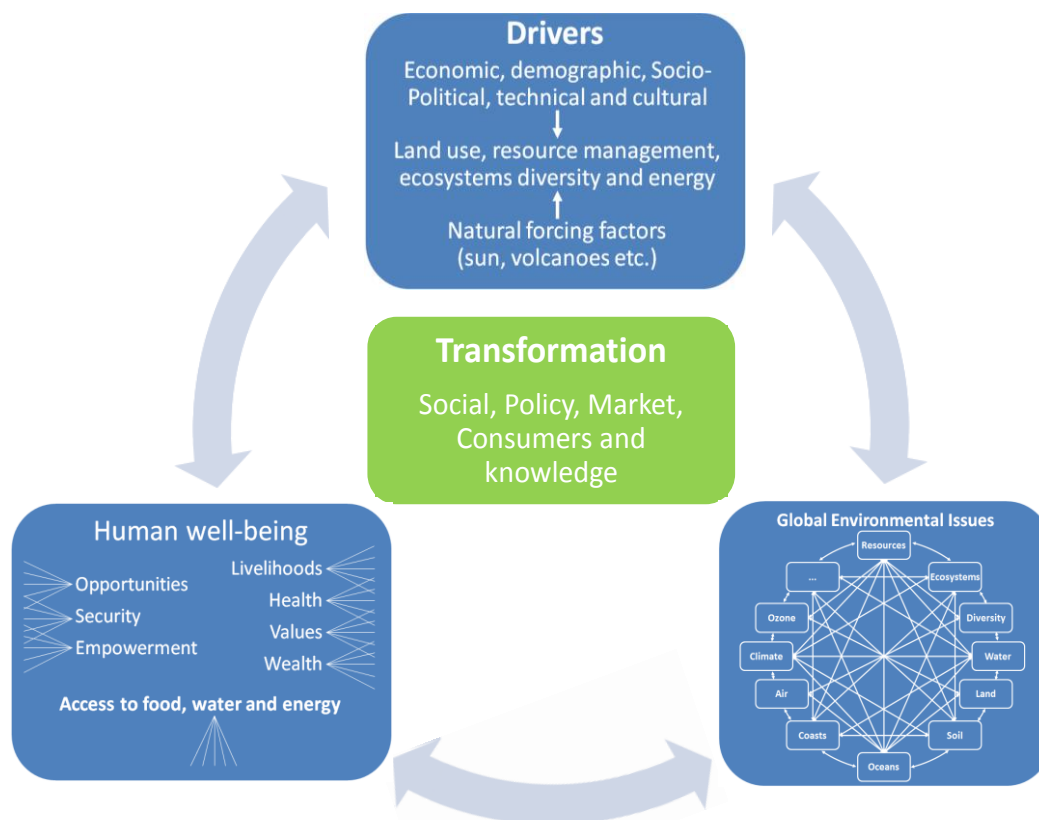 Drivers
Economic, demographic, Socio-
Political, technical and cultural
Land use, resource management,
ecosystems diversity and energy
Natural forcing factors
(sun, volcanoes etc.)
Transformation
Social, Policy, Market,
Consumers and
knowledge
Human well-being
Opportunities
Security
Empowerment
Livelihoods
Health
Values
Wealth
Access to food, water and energy
Global Environmental Issues
Resources
...
Ecosystems
Ozone
Diversity
Climate
Water
Air
Land
Coasts
Soil
Oceans